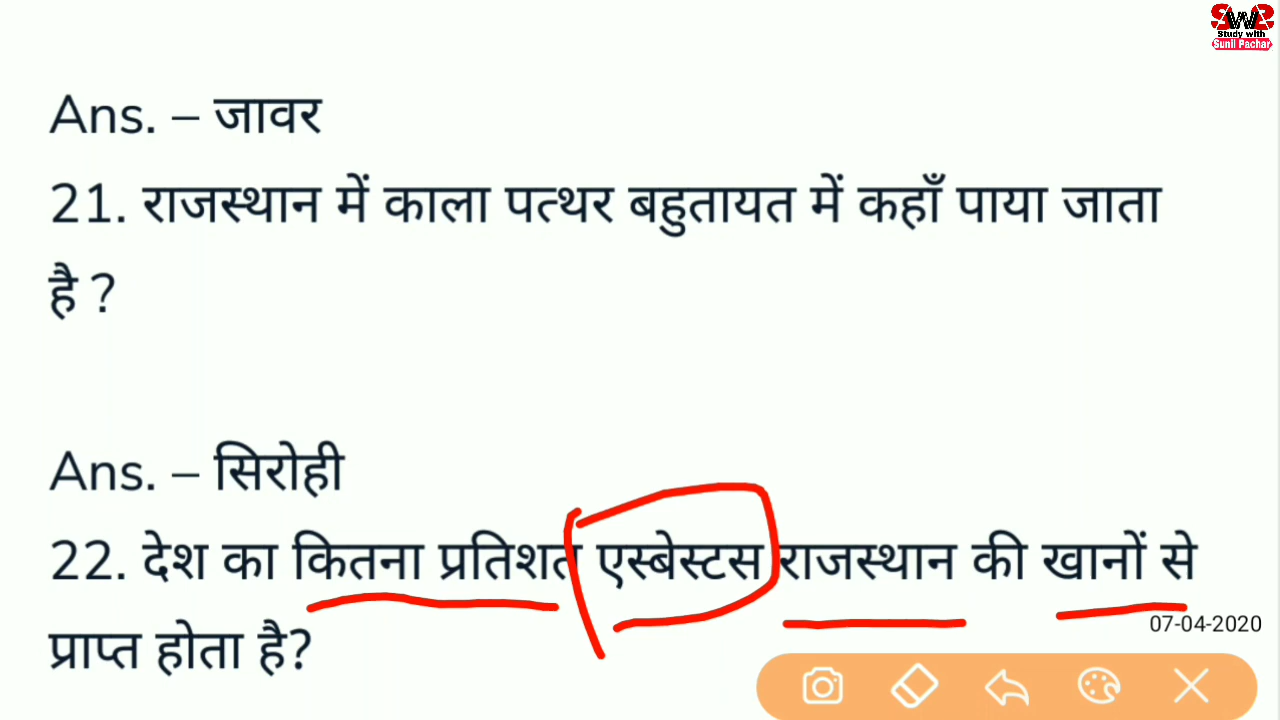 SWS
Study with
Sunil Pachar
Ans. – जावर
21. राजस्थान में काला पत्थर बहुतायत में कहाँ पाया जाता
है ?
Ans. – सिरोही
22. देश का कितना प्रतिशत एस्बेस्टस राजस्थान की खानों से
07-04-2020
प्राप्त होता है?